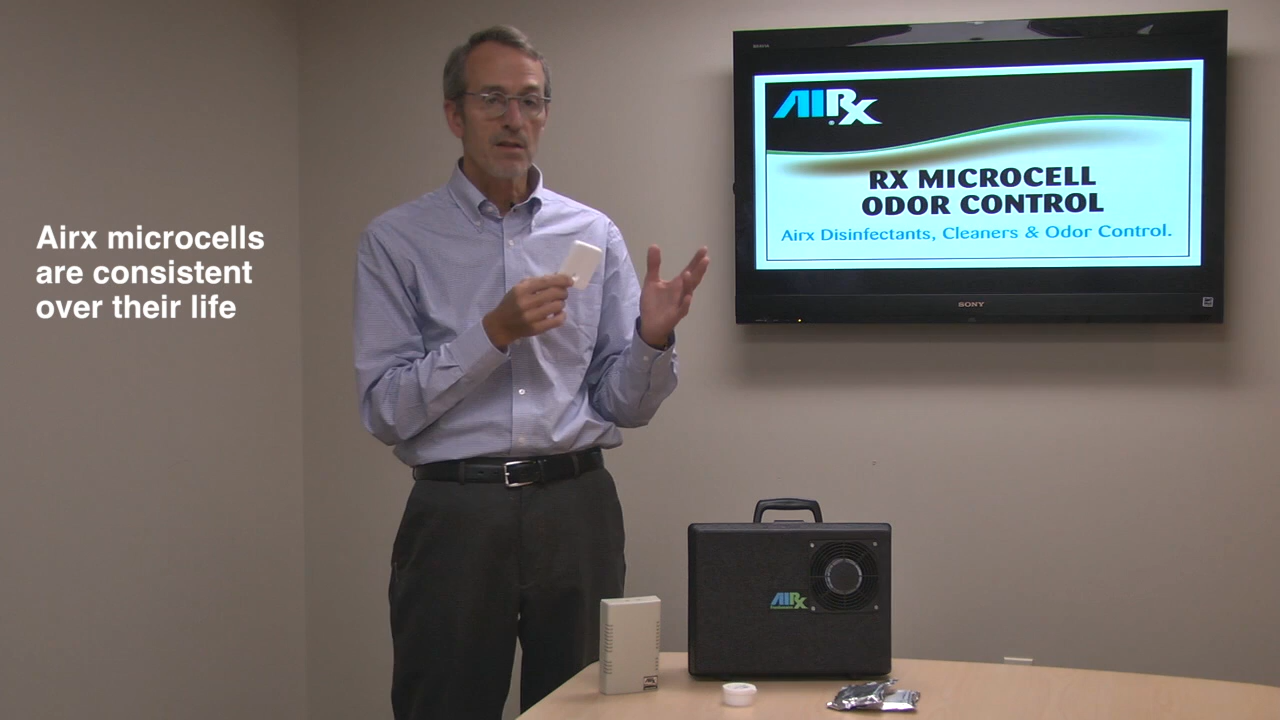 Airx microcells
are consistent
over their life
AIRx
RX MICROCELL
ODOR CONTROL
Airx Disinfectants, Cleaners & Odor Control.
SONY
AIRx